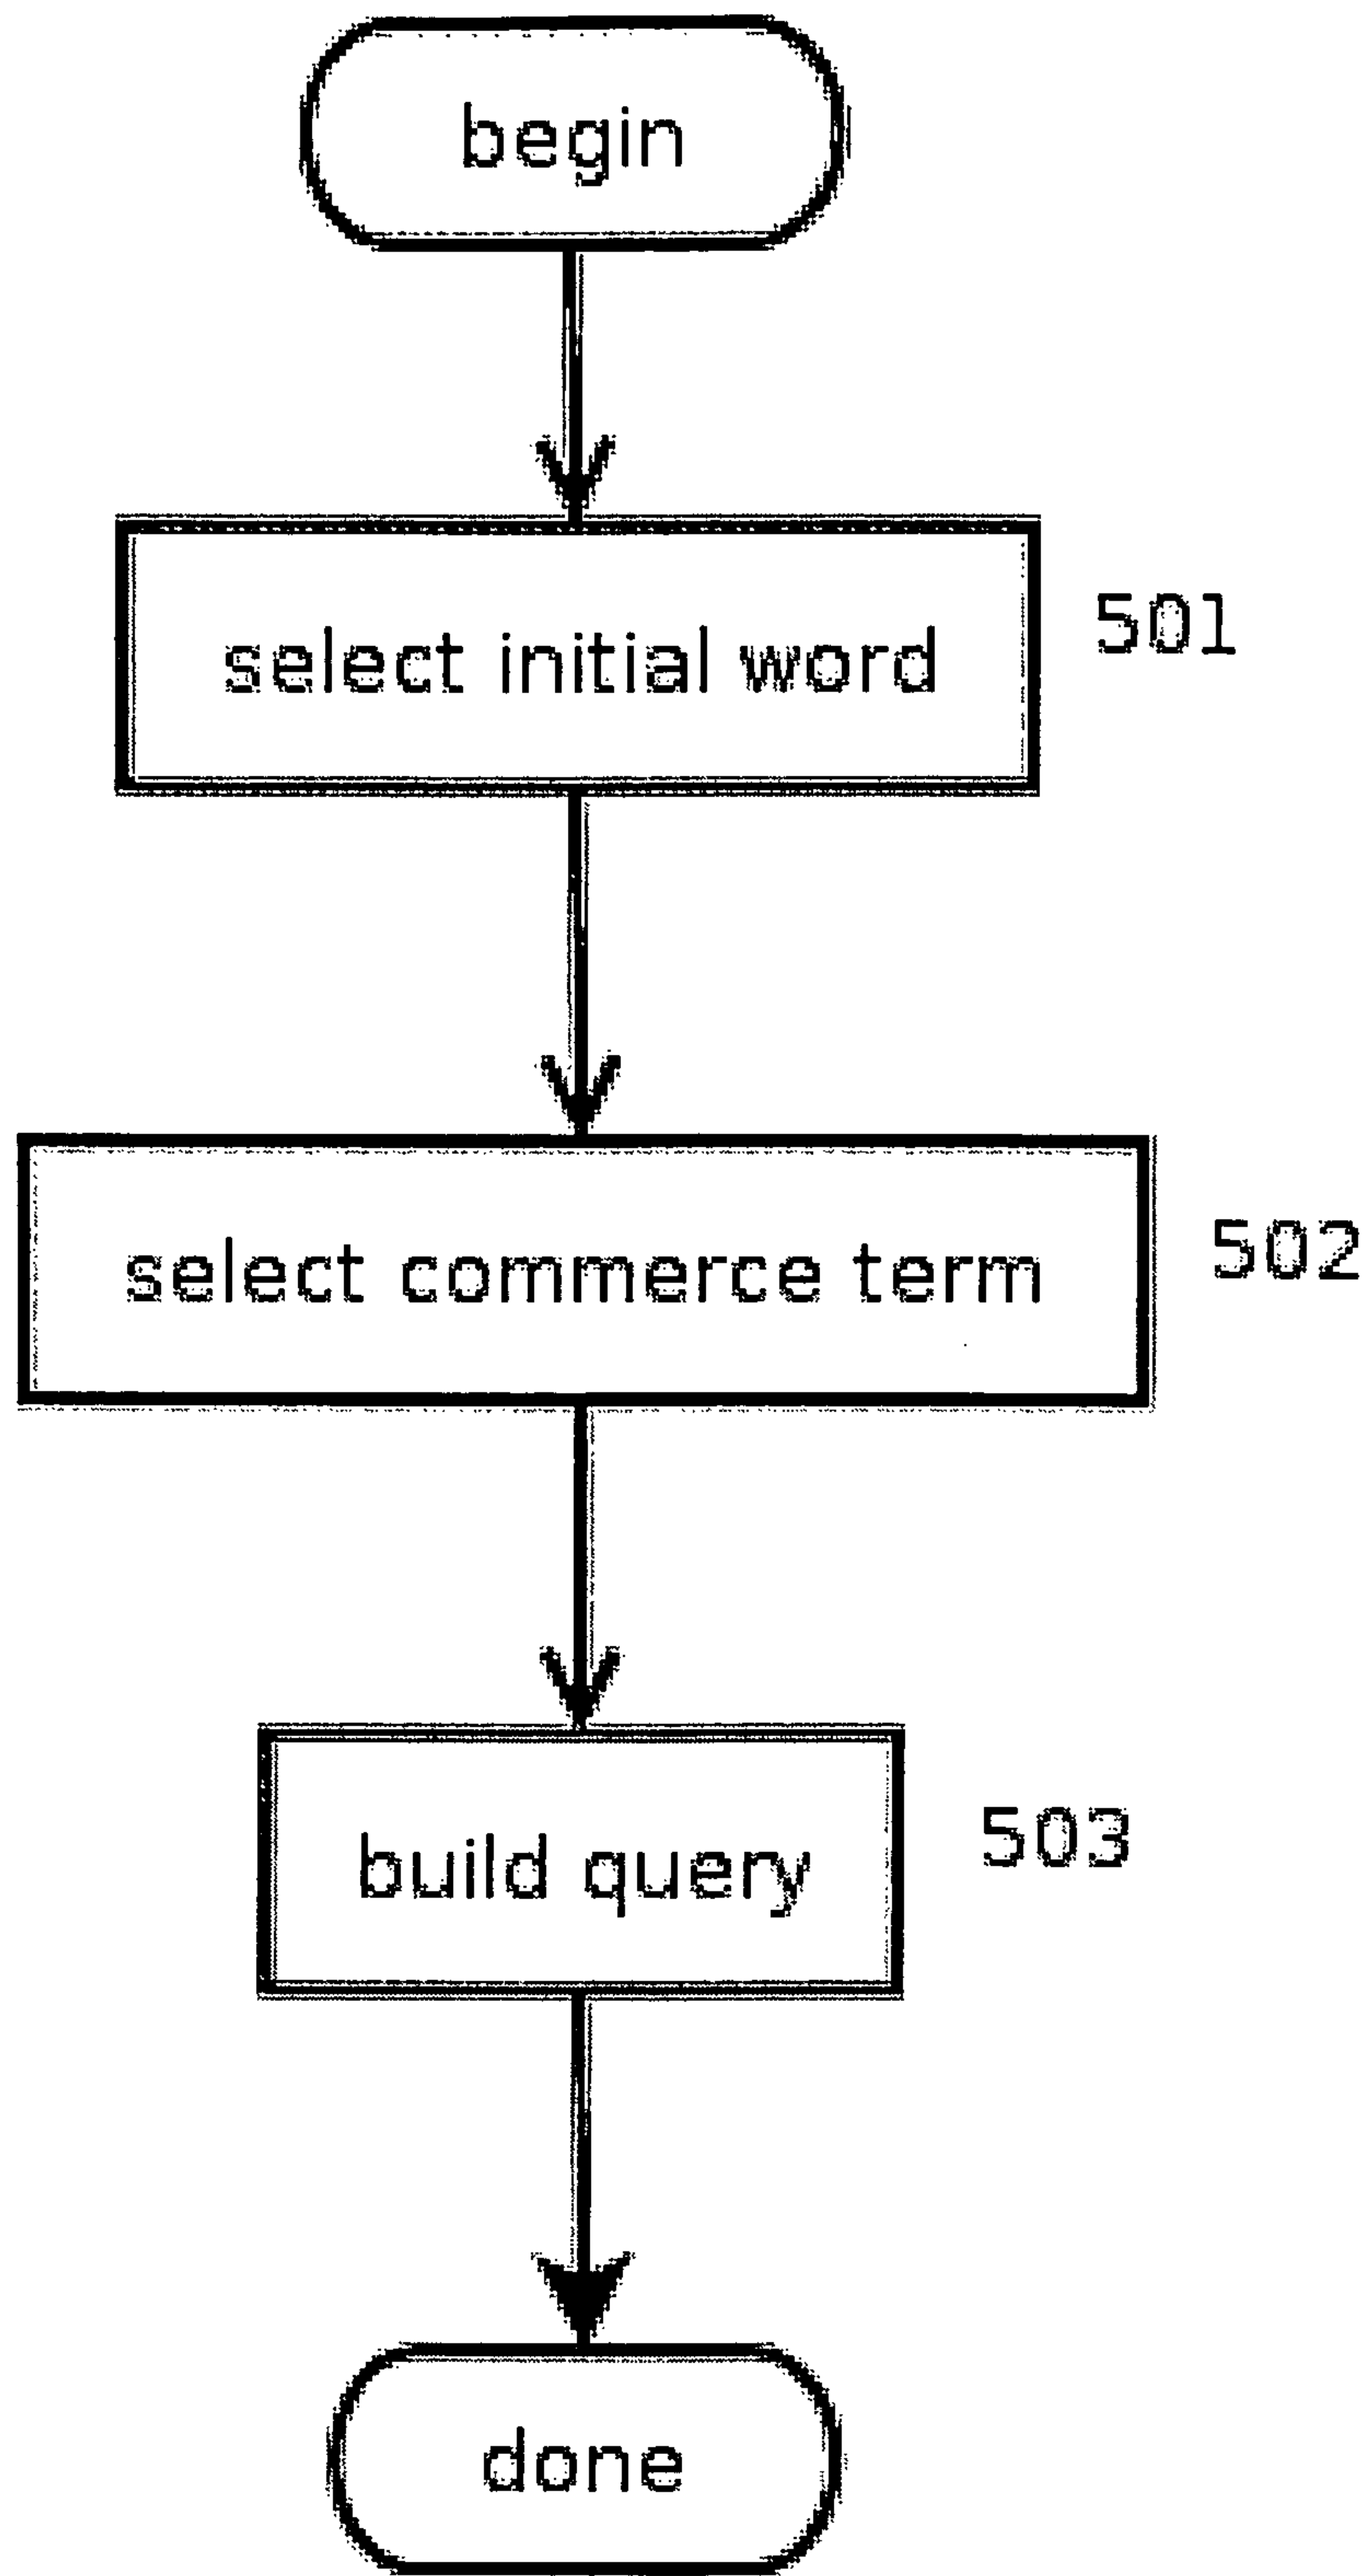 begin
select initial word
501
select commerce term
502
build query
503
done